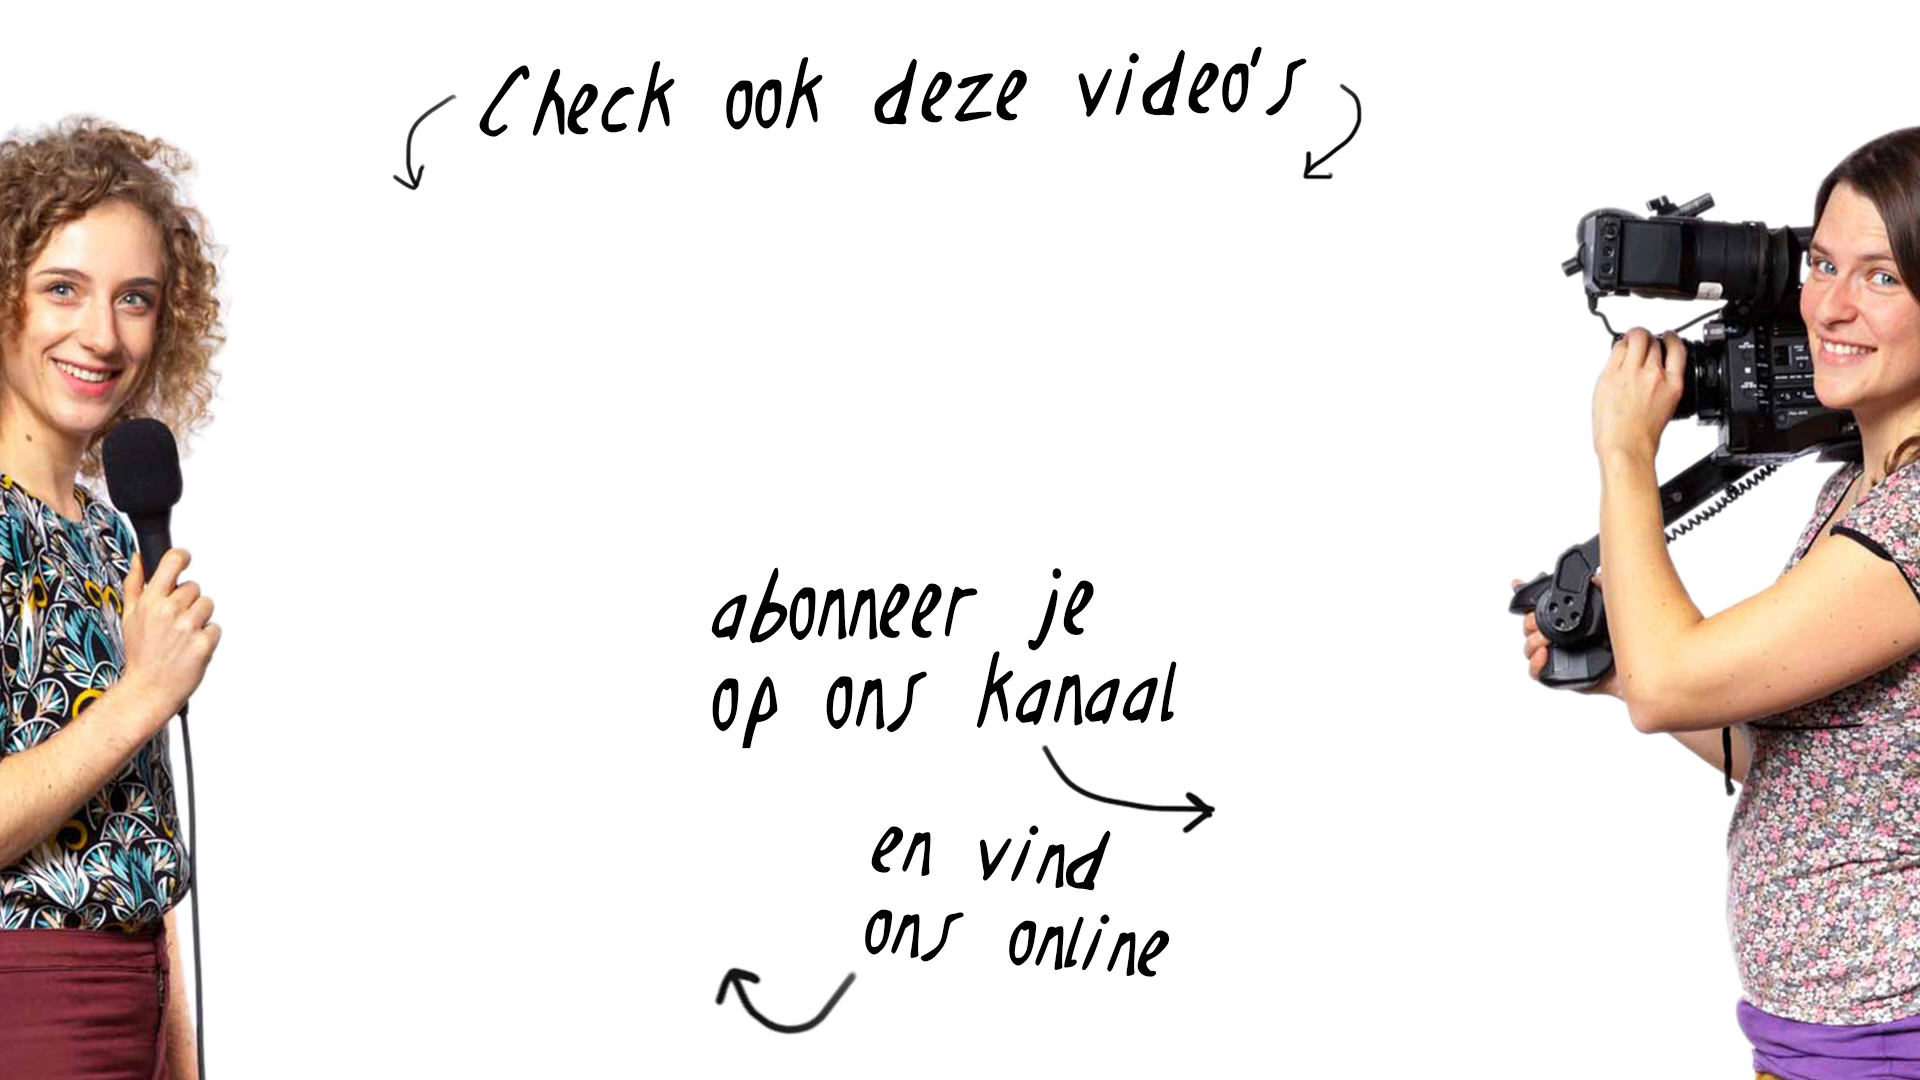 Check ook deze video's
abonneer je
op ons kanaal
en vind
ons online